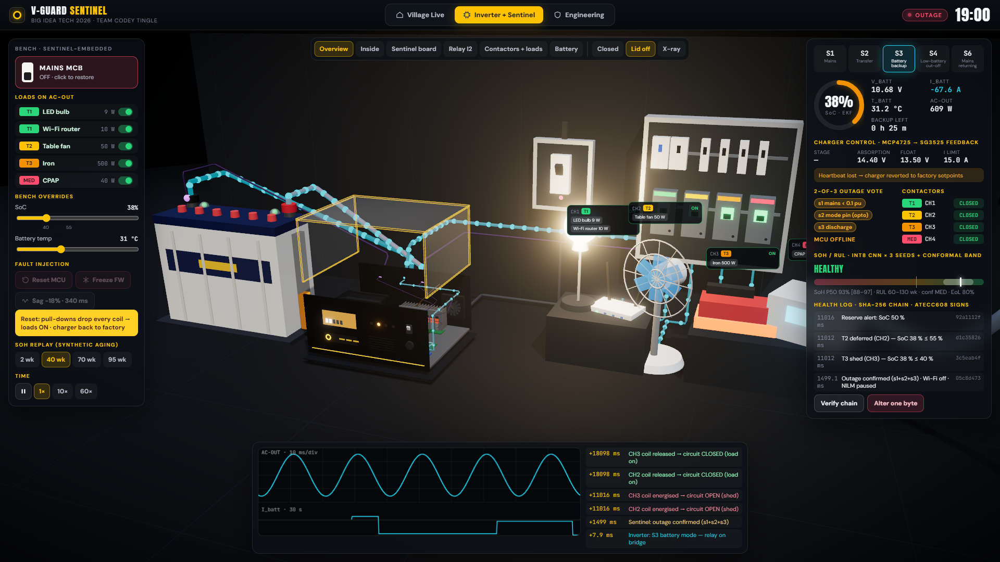 V-GUARD SENTINEL
BIG IDEA TECH 2026 · TEAM CODEY TINGLE
Village Live
Inverter + Sentinel
Engineering
OUTAGE
19:00
BENCH · SENTINEL-EMBEDDED
MAINS MCB
OFF · click to restore
LOADS ON AC-OUT
T1 LED bulb 9 W
T1 Wi-Fi router 10 W
T2 Table fan 50 W
T3 Iron 500 W
MED CPAP 40 W
BENCH OVERRIDES
SoC 38%
40 55
Battery temp 31 °C
FAULT INJECTION
Reset MCU
Freeze FW
Sag −18% · 340 ms
Reset: pull-downs drop every coil →
loads ON · charger back to factory
SOH REPLAY (SYNTHETIC AGING)
2 wk 40 wk 70 wk 95 wk
TIME
1× 10× 60×
Overview Inside Sentinel board Relay I2 Contactors + loads Battery Closed Lid off X-ray
CH1 T1
LED bulb 9 W
Wi-Fi router 10 W
CH2 T2 ON
Table fan 50 W
CH3 T3 ON
Iron 500 W
CH4
CPAP
AC-OUT · 10 ms/div
I_batt · 30 s
+18098 ms CH3 coil released → circuit CLOSED (load
on)
+18098 ms CH2 coil released → circuit CLOSED (load
on)
+11016 ms CH3 coil energised → circuit OPEN (shed)
+11016 ms CH2 coil energised → circuit OPEN (shed)
+1499 ms Sentinel: outage confirmed (s1+s2+s3)
+7.9 ms Inverter: S3 battery mode — relay on
bridge
S1 S2 S3 S4 S6
Mains Transfer Battery backup Low-battery cut-off Mains returning
38%
SoC · EKF
V_BATT I_BATT
10.68 V -67.6 A
T_BATT AC-OUT
31.2 °C 609 W
BACKUP LEFT
0 h 25 m
CHARGER CONTROL · MCP4725 → SG3525 FEEDBACK
STAGE ABSORPTION FLOAT I LIMIT
— 14.40 V 13.50 V 15.0 A
Heartbeat lost → charger reverted to factory setpoints
2-OF-3 OUTAGE VOTE CONTACTORS
s1 mains < 0.1 pu T1 CH1 CLOSED
s2 mode pin (opto) T2 CH2 CLOSED
s3 discharge T3 CH3 CLOSED
MCU OFFLINE MED CH4 CLOSED
SOH / RUL · INT8 CNN × 3 SEEDS + CONFORMAL BAND
HEALTHY
SoH P50 93% [88–97] · RUL 60–130 wk · conf MED · EoL 80%
HEALTH LOG · SHA-256 CHAIN · ATECC608 SIGNS
11016 ms Reserve alert: SoC 50 % 92a1112f
11012 ms T2 deferred (CH2) — SoC 38 % ≤ 55 % d1c35826
11012 ms T3 shed (CH3) — SoC 38 % ≤ 40 % 3c5eab4f
1499.1 ms Outage confirmed (s1+s2+s3) · Wi-Fi off · 05c8d473
NILM paused
Verify chain
Alter one byte